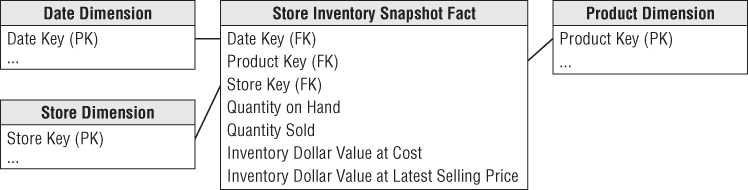 Date Dimension
Date Key (PK)
...
Store Dimension
Store Key (PK)
...
Store Inventory Snapshot Fact
Date Key (FK)
Product Key (FK)
Store Key (FK)
Quantity on Hand
Quantity Sold
Inventory Dollar Value at Cost
Inventory Dollar Value at Latest Selling Price
Product Dimension
Product Key (PK)
...